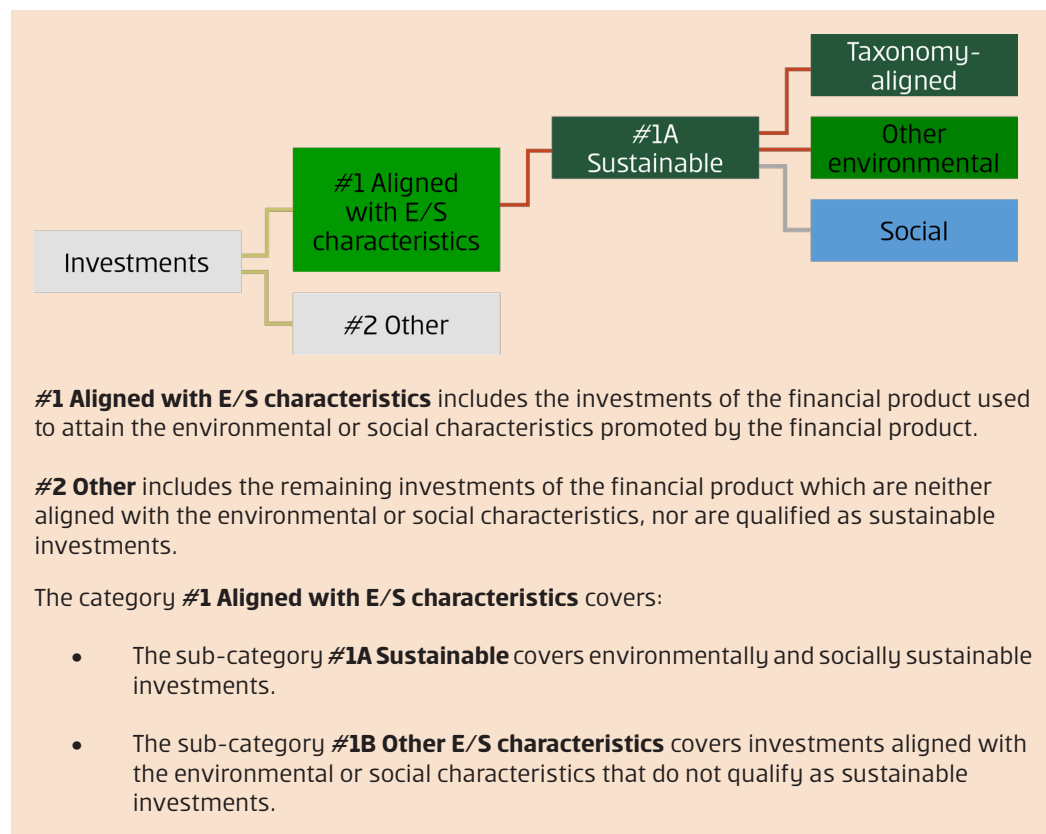 Taxonomy-
aligned
#1A
Sustainable
Other
environmental
#1 Aligned
with E/S
characteristics
Social
Investments
#2 Other
#1 Aligned with E/S characteristics includes the investments of the financial product used
to attain the environmental or social characteristics promoted by the financial product.
#2 Other includes the remaining investments of the financial product which are neither
aligned with the environmental or social characteristics, nor are qualified as sustainable
investments.
The category #1 Aligned with E/S characteristics covers:
• The sub-category #1A Sustainable covers environmentally and socially sustainable
investments.
• The sub-category #1B Other E/S characteristics covers investments aligned with
the environmental or social characteristics that do not qualify as sustainable
investments.